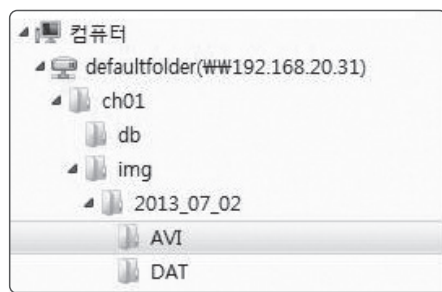 컴퓨터
defaultfolder(₩₩192.168.20.31)
ch01
db
img
2013_07_02
AVI
DAT